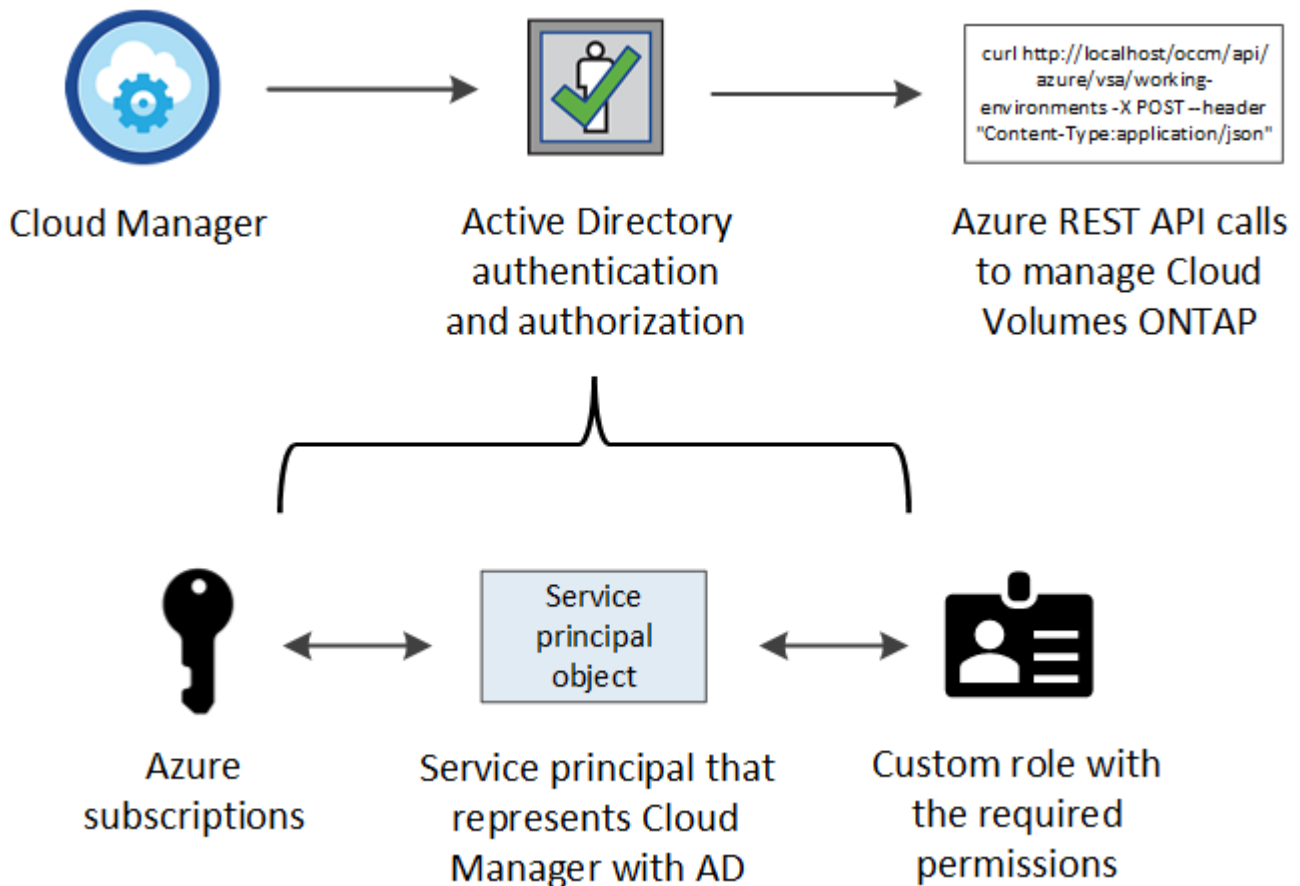 curl http://localhost/occm/api/
azure/vsa/working-
environments -X POST --header
"Content-Type:application/json"
Cloud Manager
Active Directory
authentication
and authorization
Azure REST API calls
to manage Cloud
Volumes ONTAP
Service
principal
object
Azure
subscriptions
Service principal that
represents Cloud
Manager with AD
Custom role with
the required
permissions